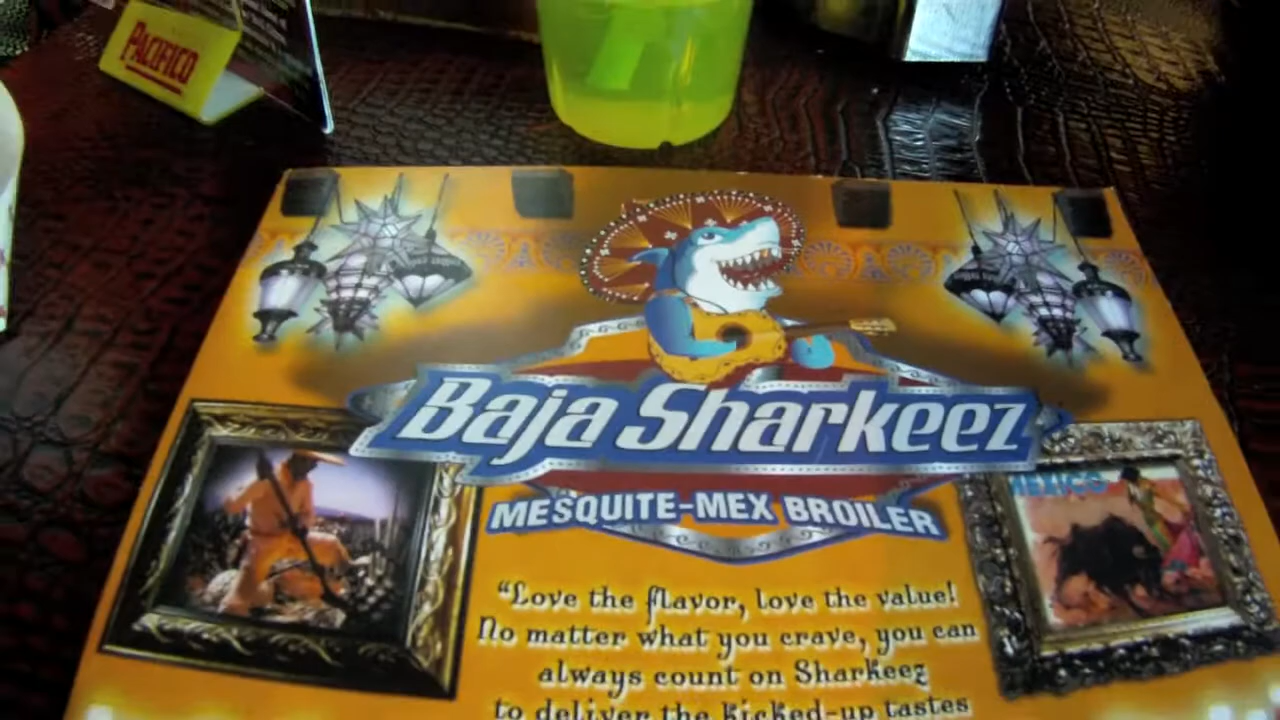 PACIFICO
Baja Sharkeez
MESQUITE-MEX BROILER
MEXICO
“Love the flavor, love the value!
No matter what you crave, you can
always count on Sharkeez
to deliver the kicked-up tastes